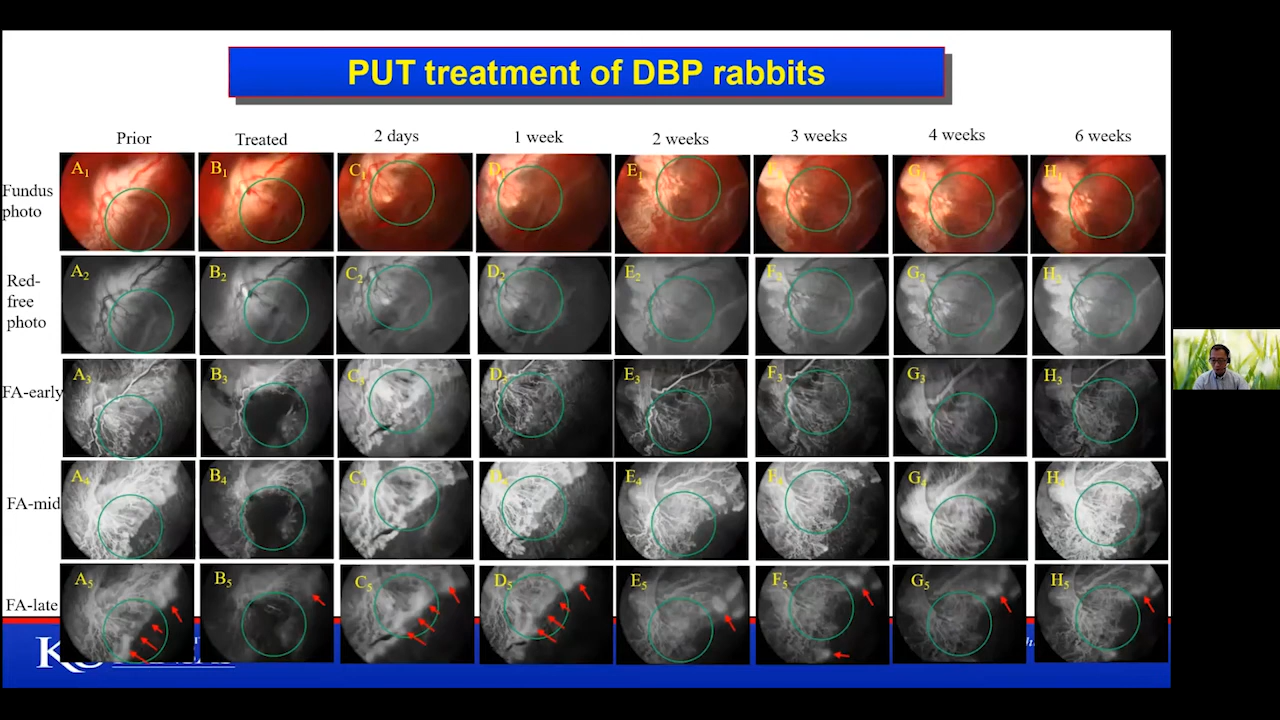 PUT treatment of DBP rabbits
Prior Treated 2 days 1 week 2 weeks 3 weeks 4 weeks 6 weeks
Fundus
photo
A1 B1 C1 D1 E1 F1 G1 H1
Red-
free
photo
A2 B2 C2 D2 E2 F2 G2 H2
FA-early
A3 B3 C3 D3 E3 F3 G3 H3
FA-mid
A4 B4 C4 D4 E4 F4 G4 H4
FA-late
A5 B5 C5 D5 E5 F5 G5 H5